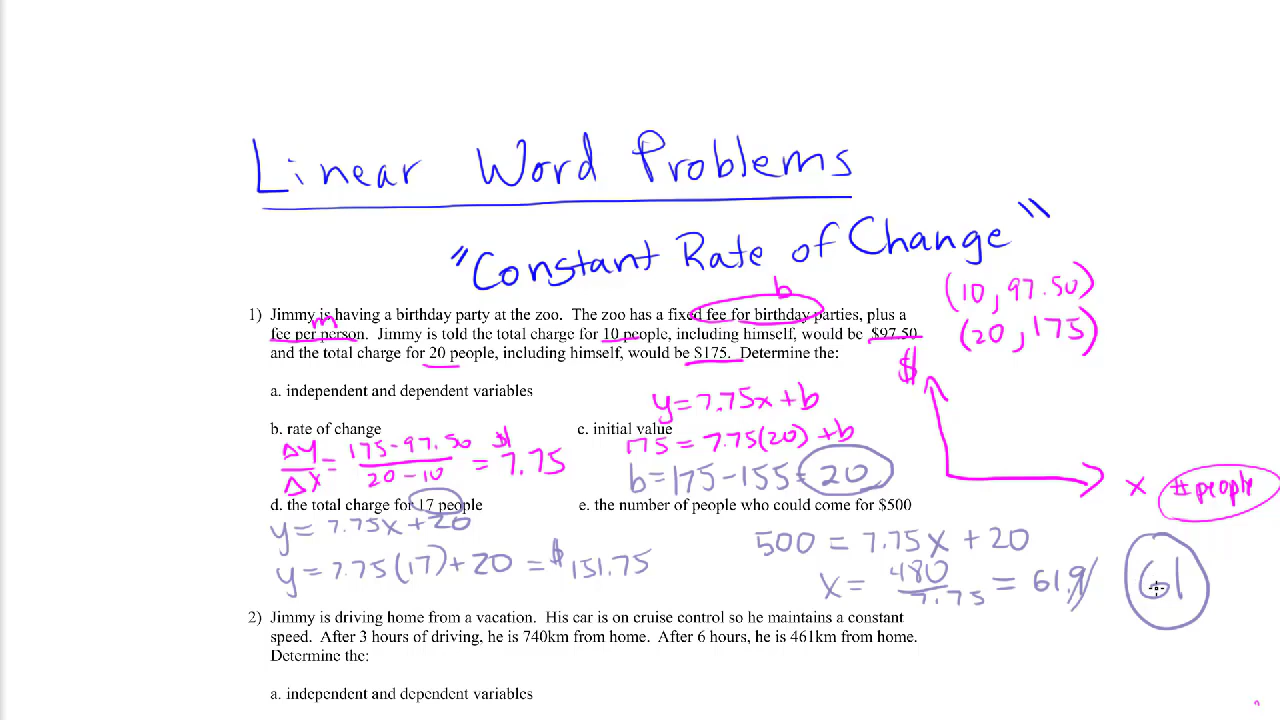 Linear Word Problems
"Constant Rate of Change"
b
(10, 97.50)
1) Jimmy is having a birthday party at the zoo. The zoo has a fixed fee for birthday parties, plus a
m
fee per person. Jimmy is told the total charge for 10 people, including himself, would be $97.50
(20, 175)
and the total charge for 20 people, including himself, would be $175. Determine the:
$
a. independent and dependent variables
y = 7.75x + b
b. rate of change
c. initial value
ΔY/ΔX = 175-97.50/20-10 = $7.75
175 = 7.75(20) + b
b = 175 - 155 = 20
x #people
d. the total charge for 17 people
e. the number of people who could come for $500
y = 7.75x + 20
y = 7.75(17) + 20 = $151.75
500 = 7.75x + 20
x = 480/7.75 = 61.9
61
2) Jimmy is driving home from a vacation. His car is on cruise control so he maintains a constant
speed. After 3 hours of driving, he is 740km from home. After 6 hours, he is 461km from home.
Determine the:
a. independent and dependent variables